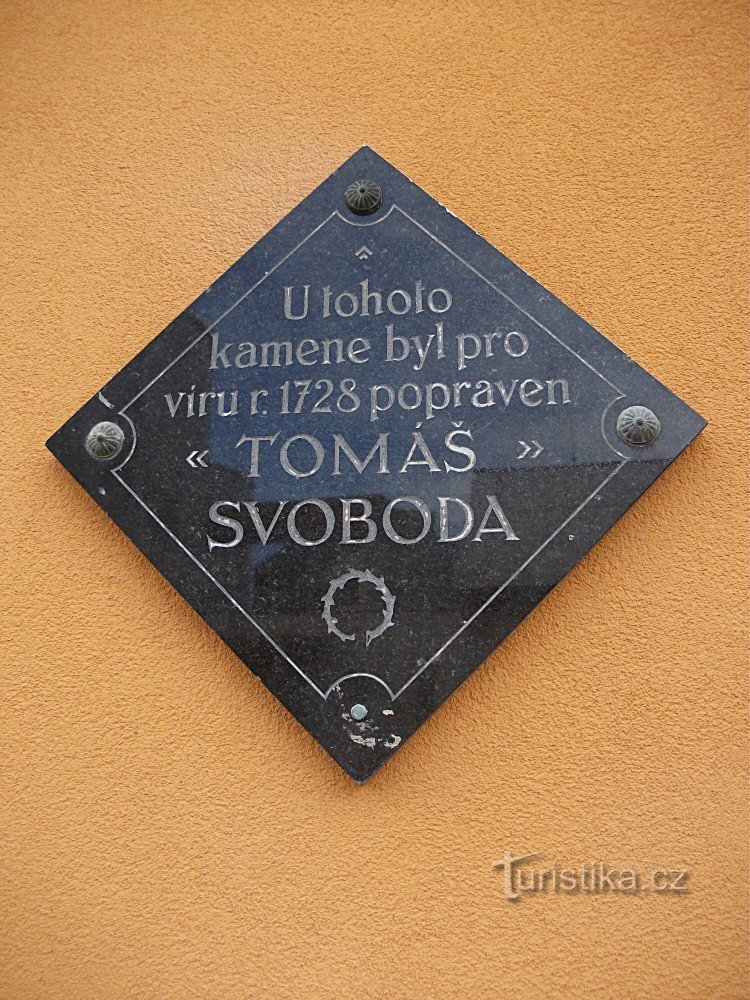 U tohoto
kamene byl pro
víru r. 1728 popraven
« TOMÁŠ »
SVOBODA
Turistika.cz